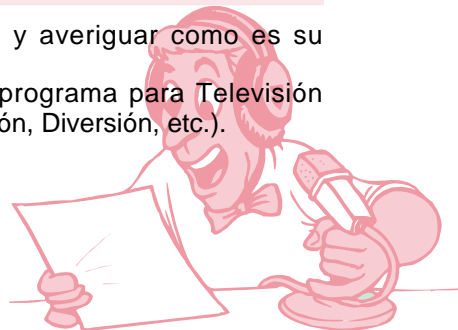 y averiguar como es su
programa para Televisión
ón, Diversión, etc.).